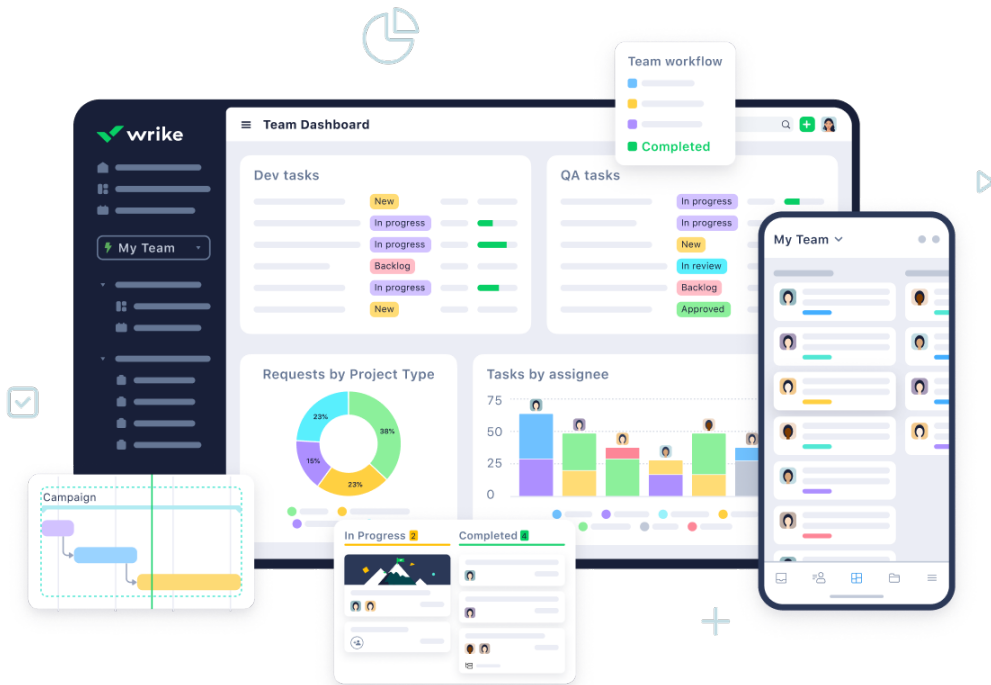 Team workflow
Completed
wrike
Team Dashboard
My Team
Dev tasks
New
In progress
In progress
Backlog
In progress
New
QA tasks
In progress
In progress
New
In review
Backlog
Approved
My Team
Requests by Project Type
23%
38%
15%
23%
Tasks by assignee
75
50
25
0
Campaign
In Progress 2
Completed 4